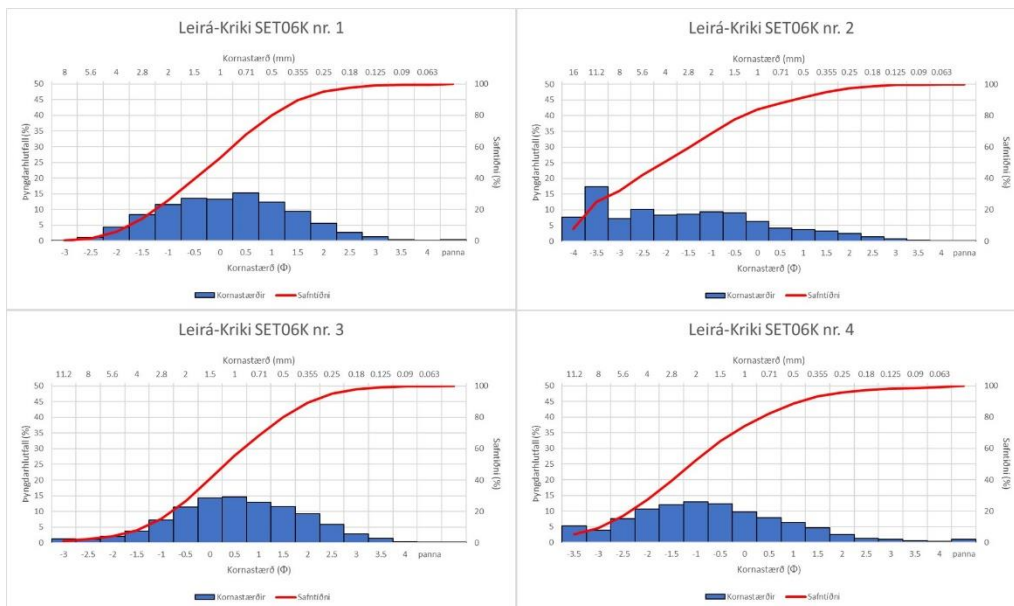 Leirá-Kriki SET06K nr. 1
Kornastærð (mm)
8 5.6 4 2.8 2 1.5 1 0.71 0.5 0.355 0.25 0.18 0.125 0.09 0.063
Þyngdarhlutfall (%)
50
45
40
35
30
25
20
15
10
5
0
100
80
60
40
20
0
Safntíðni (%)
-3 -2.5 -2 -1.5 -1 -0.5 0 0.5 1 1.5 2 2.5 3 3.5 4 panna
Kornastærð (Φ)
Kornastærðir Safntíðni
Leirá-Kriki SET06K nr. 2
Kornastærð (mm)
16 11.2 8 5.6 4 2.8 2 1.5 1 0.71 0.5 0.355 0.25 0.18 0.125 0.09 0.063
Þyngdarhlutfall (%)
50
45
40
35
30
25
20
15
10
5
0
100
80
60
40
20
0
Safntíðni (%)
-4 -3.5 -3 -2.5 -2 -1.5 -1 -0.5 0 0.5 1 1.5 2 2.5 3 3.5 4 panna
Kornastærð (Φ)
Kornastærðir Safntíðni
Leirá-Kriki SET06K nr. 3
Kornastærð (mm)
11.2 8 5.6 4 2.8 2 1.5 1 0.71 0.5 0.355 0.25 0.18 0.125 0.09 0.063
Þyngdarhlutfall (%)
50
45
40
35
30
25
20
15
10
5
0
100
80
60
40
20
0
Safntíðni (%)
-3 -2.5 -2 -1.5 -1 -0.5 0 0.5 1 1.5 2 2.5 3 3.5 4 panna
Kornastærð (Φ)
Kornastærðir Safntíðni
Leirá-Kriki SET06K nr. 4
Kornastærð (mm)
11.2 8 5.6 4 2.8 2 1.5 1 0.71 0.5 0.355 0.25 0.18 0.125 0.09 0.063
Þyngdarhlutfall (%)
50
45
40
35
30
25
20
15
10
5
0
100
80
60
40
20
0
Safntíðni (%)
-3.5 -3 -2.5 -2 -1.5 -1 -0.5 0 0.5 1 1.5 2 2.5 3 3.5 4 panna
Kornastærð (Φ)
Kornastærðir Safntíðni